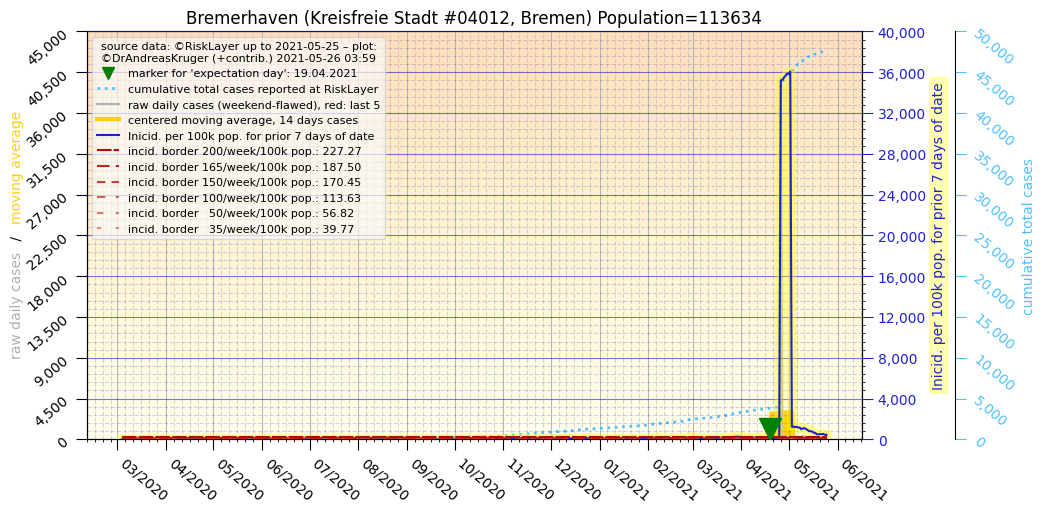 Bremerhaven (Kreisfreie Stadt #04012, Bremen) Population=113634
source data: ©RiskLayer up to 2021-05-25 – plot:
©DrAndreasKruger (+contrib.) 2021-05-26 03:59
marker for 'expectation day': 19.04.2021
cumulative total cases reported at RiskLayer
raw daily cases (weekend-flawed), red: last 5
centered moving average, 14 days cases
Inicid. per 100k pop. for prior 7 days of date
incid. border 200/week/100k pop.: 227.27
incid. border 165/week/100k pop.: 187.50
incid. border 150/week/100k pop.: 170.45
incid. border 100/week/100k pop.: 113.63
incid. border   50/week/100k pop.: 56.82
incid. border   35/week/100k pop.: 39.77
raw daily cases / moving average
45,000
40,500
36,000
31,500
27,000
22,500
18,000
13,500
9,000
4,500
0
40,000
36,000
32,000
28,000
24,000
20,000
16,000
12,000
8,000
4,000
0
Inicid. per 100k pop. for prior 7 days of date
50,000
45,000
40,000
35,000
30,000
25,000
20,000
15,000
10,000
5,000
0
cumulative total cases
03/2020
04/2020
05/2020
06/2020
07/2020
08/2020
09/2020
10/2020
11/2020
12/2020
01/2021
02/2021
03/2021
04/2021
05/2021
06/2021